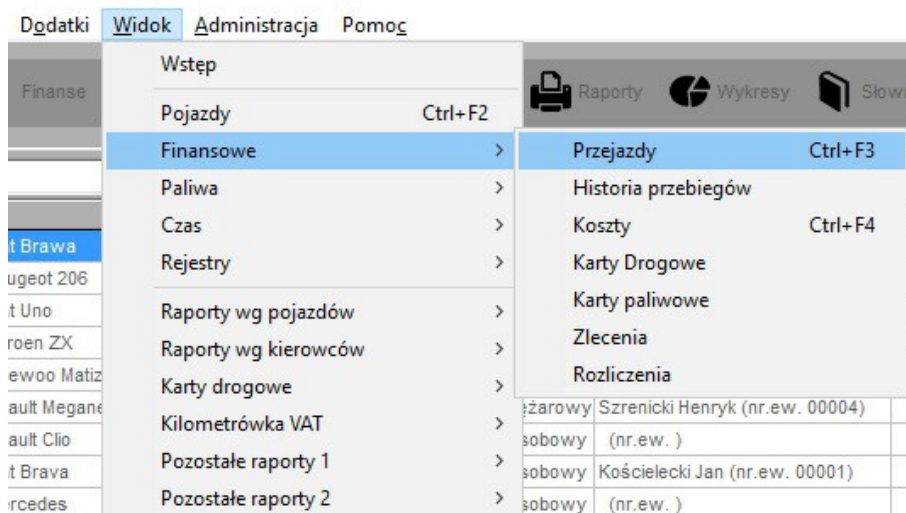 Dodatki Widok Administracja Pomoc
Finanse Raporty Wykresy
Wstęp
Pojazdy Ctrl+F2
Finansowe >
Paliwa >
Czas >
Rejestry >
Raporty wg pojazdów >
Raporty wg kierowców >
Karty drogowe >
Kilometrówka VAT >
Pozostałe raporty 1 >
Pozostałe raporty 2 >
Przejazdy Ctrl+F3
Historia przebiegów
Koszty Ctrl+F4
Karty Drogowe
Karty paliwowe
Zlecenia
Rozliczenia
t Brawa
ugeot 206
t Uno
roen ZX
ewoo Matiz
ault Megane
żarowy Szrenicki Henryk (nr.ew. 00004)
ault Clio
sobowy (nr.ew. )
t Brava
sobowy Kościelecki Jan (nr.ew. 00001)
rcedes
sobowy (nr.ew. )